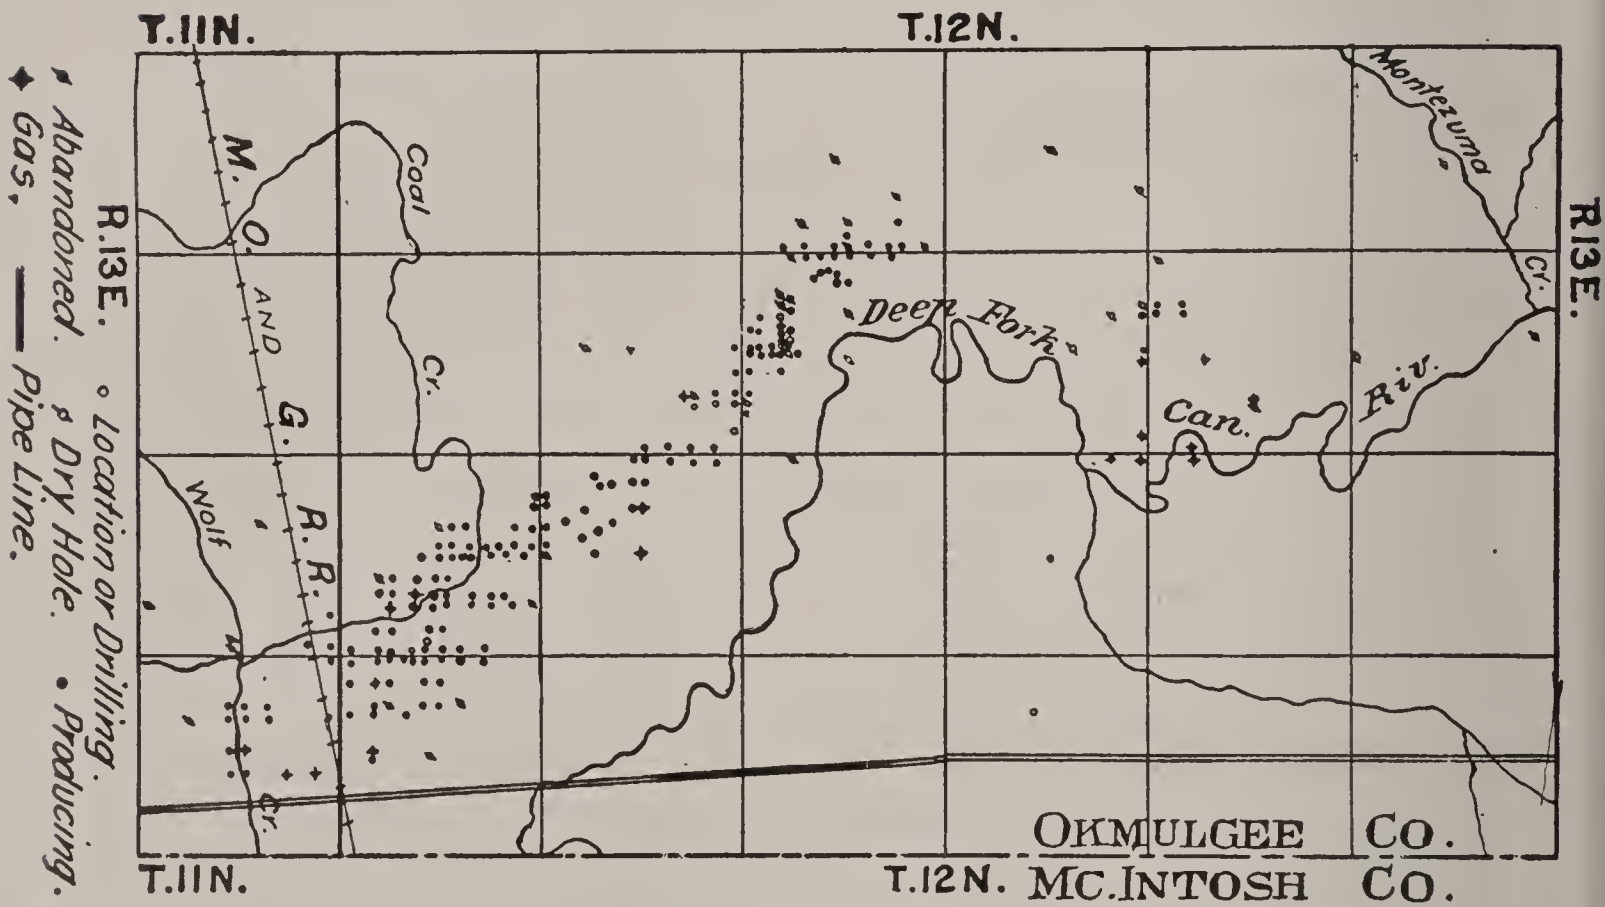 T.11N.
T.12N.
Montezuma
Cr.
R13E.
R.13E.
M. O. AND G. R. R.
Coal
Cr.
Deep Fork
Can. Riv.
Wolf
Cr.
OKMULGEE CO.
T.11N.
T.12N.
MC.INTOSH CO.
Location or Drilling.
Producing.
Abandoned.
Dry Hole.
Gas,
Pipe Line.